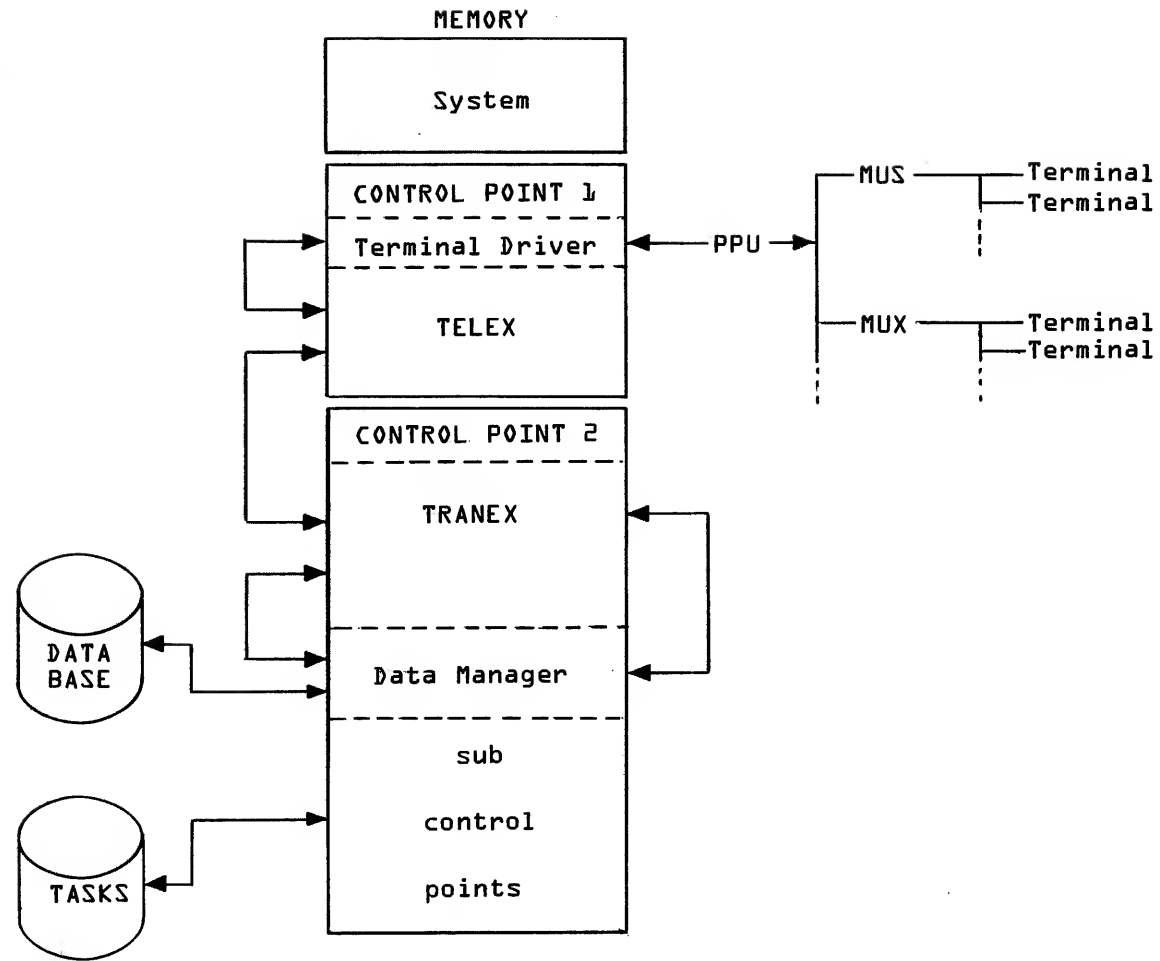 MEMORY
System
CONTROL POINT 1
Terminal Driver
TELEX
PPU
MUS
Terminal
Terminal
MUX
Terminal
Terminal
CONTROL POINT 2
TRANEX
Data Manager
sub
control
points
DATA
BASE
TASKS